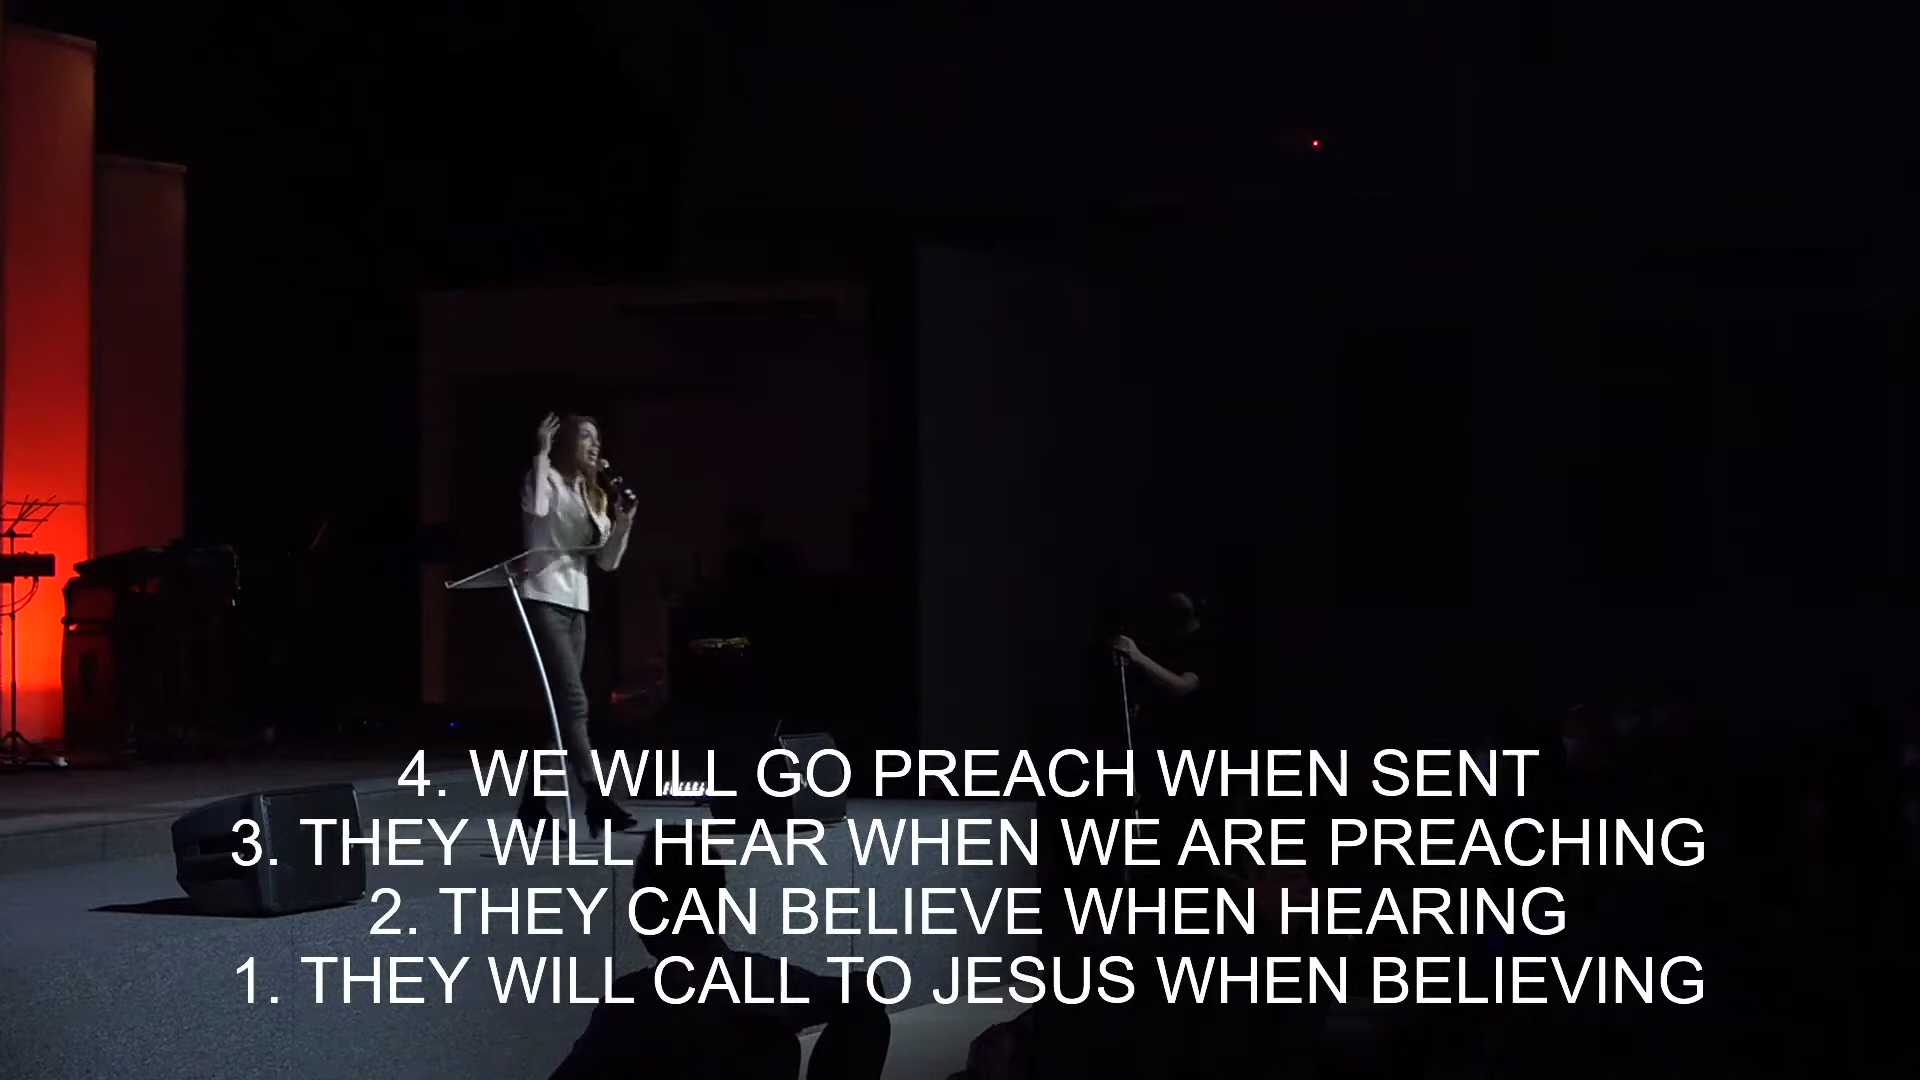 4. WE WILL GO PREACH WHEN SENT
3. THEY WILL HEAR WHEN WE ARE PREACHING
2. THEY CAN BELIEVE WHEN HEARING
1. THEY WILL CALL TO JESUS WHEN BELIEVING